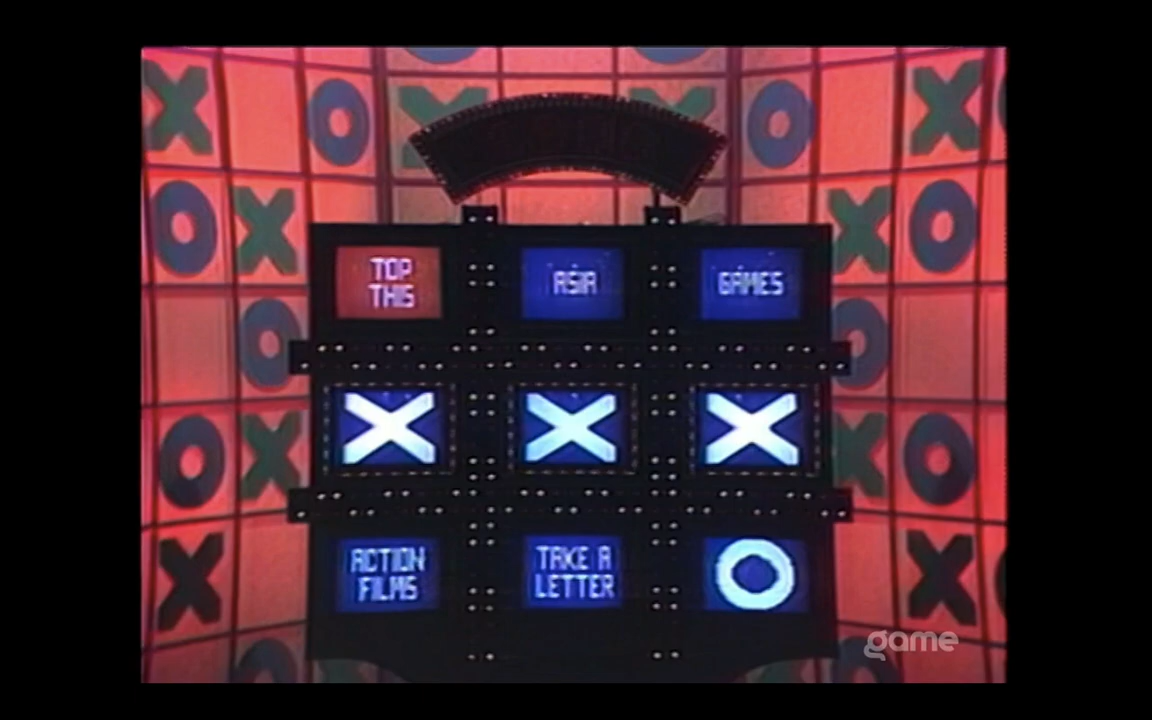 TOP
THIS
ASIA
GAMES
X
X
X
ACTION
FILMS
TAKE A
LETTER
O
game